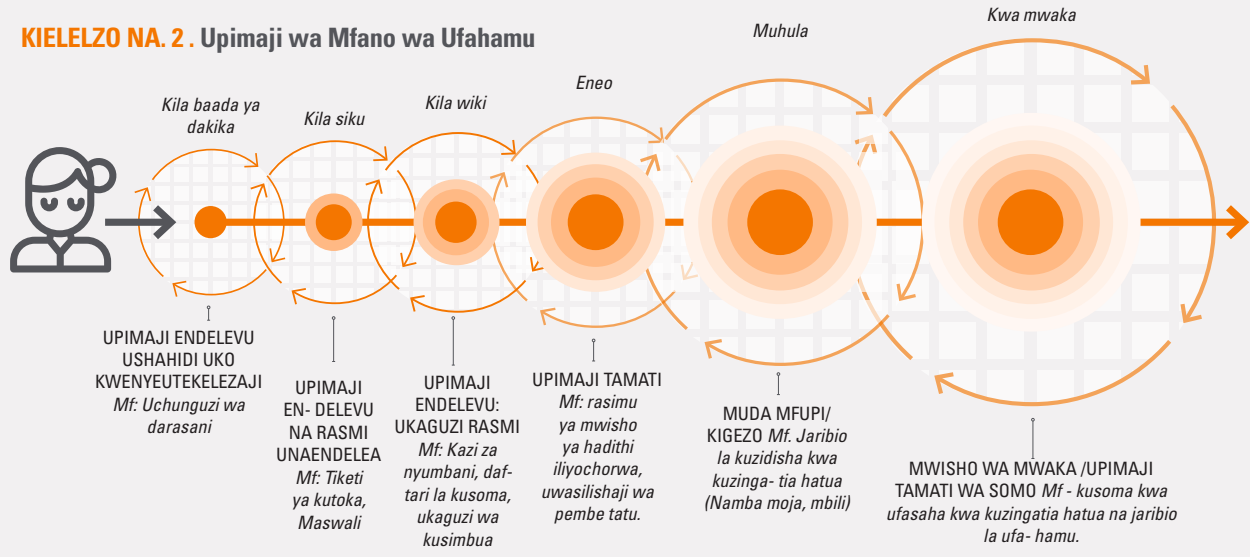 KIELELZO NA. 2 . Upimaji wa Mfano wa Ufahamu
Kila baada ya
dakika
Kila siku
Kila wiki
Eneo
Muhula
Kwa mwaka
UPIMAJI ENDELEVU
USHAHIDI UKO
KWENYEUTEKELEZAJI
Mf: Uchunguzi wa
darasani
UPIMAJI
EN- DELEVU
NA RASMI
UNAENDELEA
Mf: Tiketi
ya kutoka,
Maswali
UPIMAJI
ENDELEVU:
UKAGUZI RASMI
Mf: Kazi za
nyumbani, daf-
tari la kusoma,
ukaguzi wa
kusimbua
UPIMAJI TAMATI
Mf: rasimu
ya mwisho
ya hadithi
iliyochorwa,
uwasilishaji wa
pembe tatu.
MUDA MFUPI/
KIGEZO Mf. Jaribio
la kuzidisha kwa
kuzinga- tia hatua
(Namba moja, mbili)
MWISHO WA MWAKA /UPIMAJI
TAMATI WA SOMO Mf - kusoma kwa
ufasaha kwa kuzingatia hatua na jaribio
la ufa- hamu.